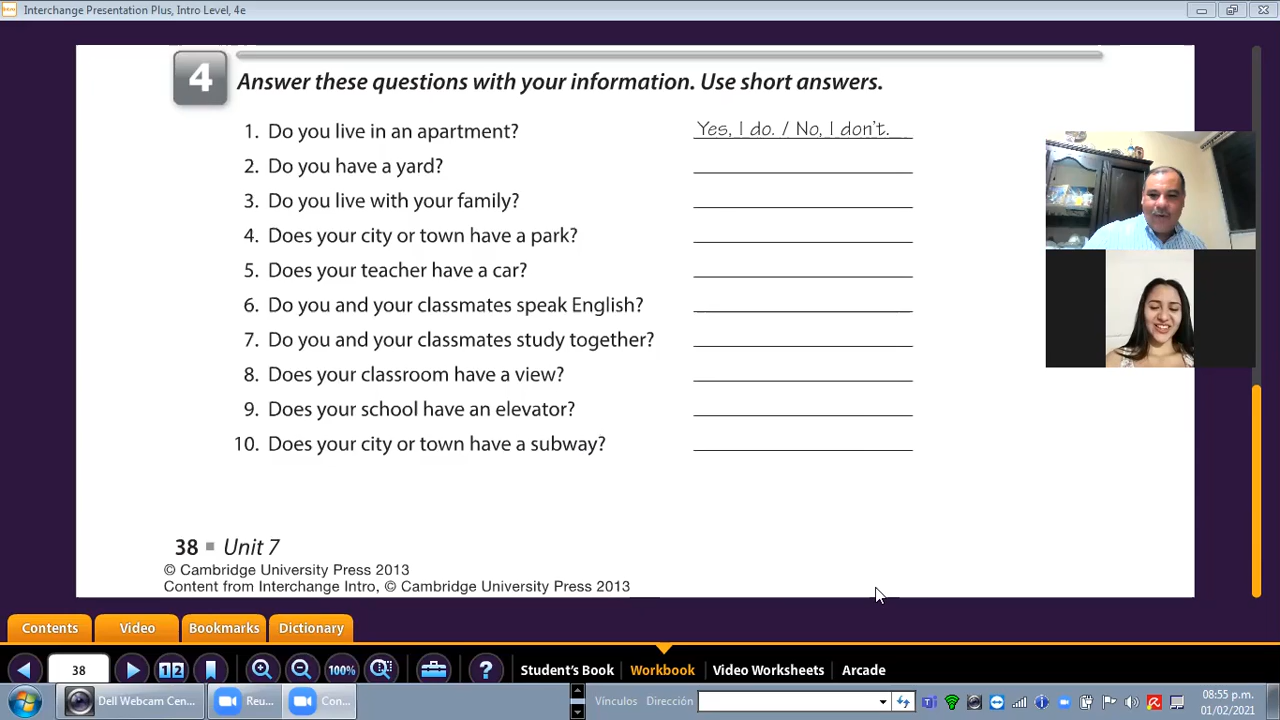 Interchange Presentation Plus, Intro Level, 4e
4 Answer these questions with your information. Use short answers.
1. Do you live in an apartment? Yes, I do. / No, I don't.
2. Do you have a yard?
3. Do you live with your family?
4. Does your city or town have a park?
5. Does your teacher have a car?
6. Do you and your classmates speak English?
7. Do you and your classmates study together?
8. Does your classroom have a view?
9. Does your school have an elevator?
10. Does your city or town have a subway?
38 ■ Unit 7
© Cambridge University Press 2013
Content from Interchange Intro, © Cambridge University Press 2013
Contents Video Bookmarks Dictionary
38 12 100% ? Student's Book Workbook Video Worksheets Arcade
Dell Webcam Cen... Reu... Con... Vínculos Dirección 08:55 p.m.
01/02/2021